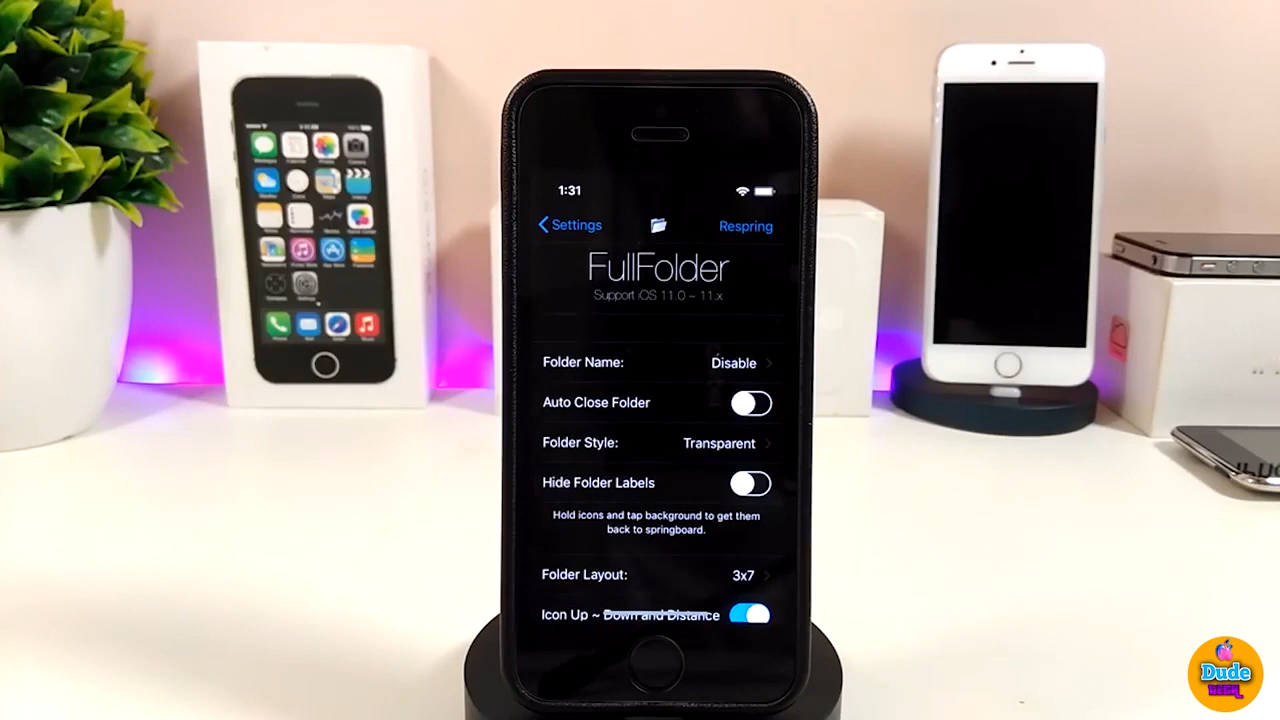 1:31
Settings
Respring
FullFolder
Support iOS 11.0 ~ 11.x
Folder Name: Disable
Auto Close Folder
Folder Style: Transparent
Hide Folder Labels
Hold icons and tap background to get them
back to springboard.
Folder Layout: 3x7
Icon Up ~ Down and Distance
Dude